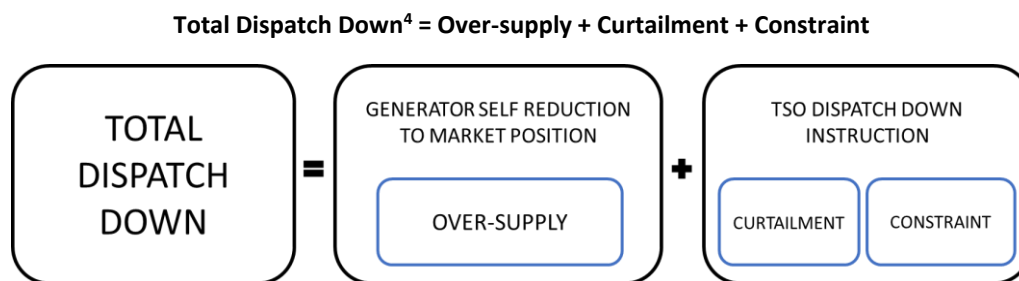 Total Dispatch Down⁴ = Over-supply + Curtailment + Constraint
TOTAL
DISPATCH
DOWN
=
GENERATOR SELF REDUCTION
TO MARKET POSITION
OVER-SUPPLY
+
TSO DISPATCH DOWN
INSTRUCTION
CURTAILMENT
CONSTRAINT